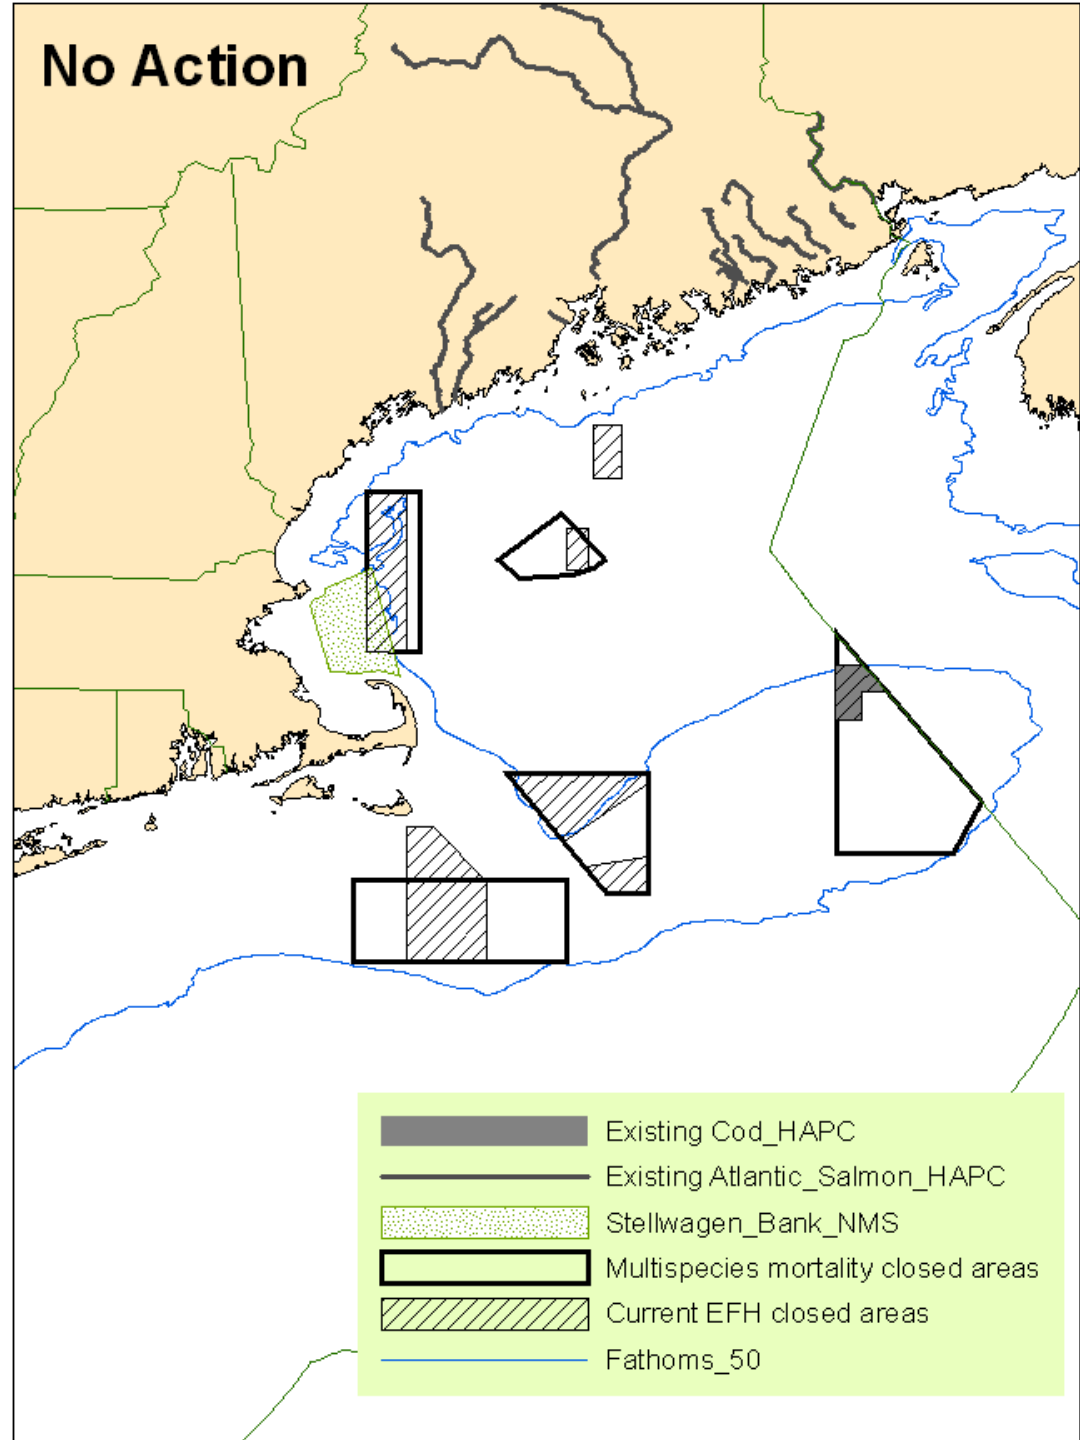 No Action
Existing Cod_HAPC
Existing Atlantic_Salmon_HAPC
Stellwagen_Bank_NMS
Multispecies mortality closed areas
Current EFH closed areas
Fathoms_50